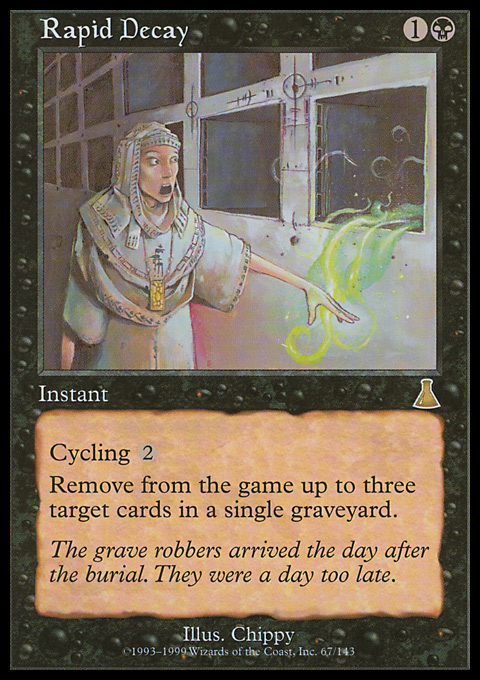 Rapid Decay 1
Instant
Cycling 2
Remove from the game up to three
target cards in a single graveyard.
The grave robbers arrived the day after
the burial. They were a day too late.
Illus. Chippy
©1993–1999 Wizards of the Coast, Inc. 67/143